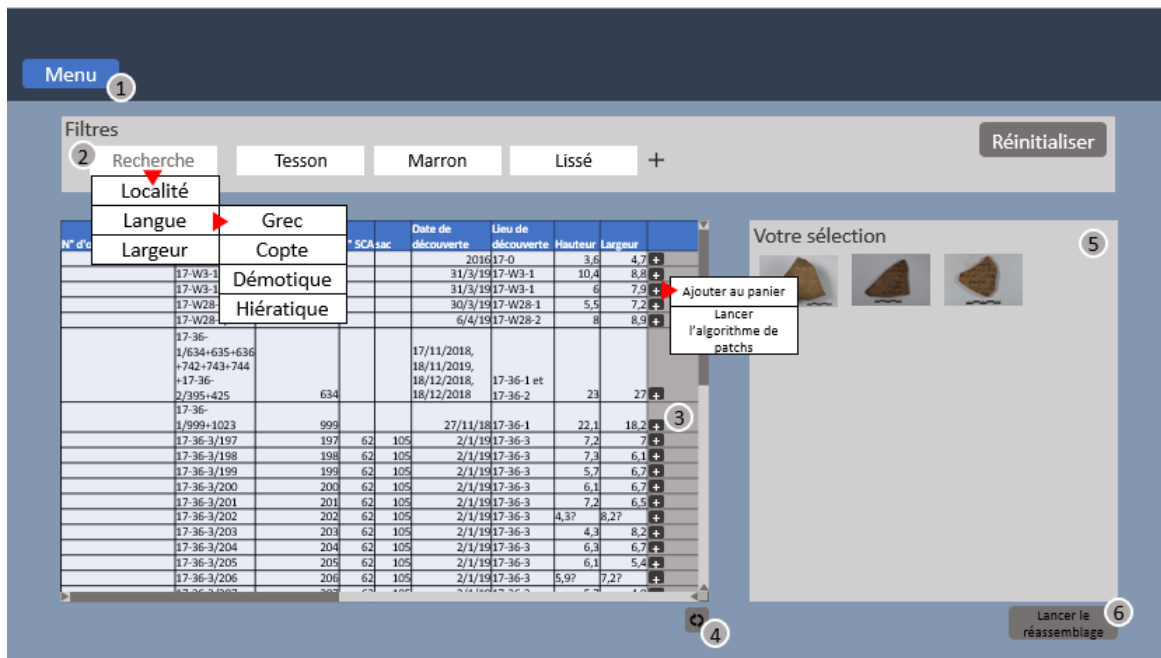 Menu
1
Filtres
2
Recherche
Tesson
Marron
Lissé
+
Réinitialiser
Localité
Langue
Largeur
Grec
Copte
Démotique
Hiératique
Date de
Lieu de
° SCA sac découverte découverte Hauteur Largeur
2016 17-0 3,6 4,7 +
17-W3-1 31/3/19 17-W3-1 10,4 8,8 +
17-W3-1 31/3/19 17-W3-1 6 7,9 +
17-W28- 30/3/19 17-W28-1 5,5 7,2 +
17-W28- 6/4/19 17-W28-2 8 8,9 +
17-36-
1/634+635+636 17/11/2018,
+742+743+744 18/11/2019,
+17-36- 18/12/2018, 17-36-1 et
2/395+425 634 18/12/2018 17-36-2 23 27 +
17-36-
1/999+1023 999 27/11/18 17-36-1 22,1 18,2 +
17-36-3/197 197 62 105 2/1/19 17-36-3 7,2 7 +
17-36-3/198 198 62 105 2/1/19 17-36-3 7,3 6,1 +
17-36-3/199 199 62 105 2/1/19 17-36-3 5,7 6,7 +
17-36-3/200 200 62 105 2/1/19 17-36-3 6,1 6,7 +
17-36-3/201 201 62 105 2/1/19 17-36-3 7,2 6,5 +
17-36-3/202 202 62 105 2/1/19 17-36-3 4,3? 8,2? +
17-36-3/203 203 62 105 2/1/19 17-36-3 4,3 8,2 +
17-36-3/204 204 62 105 2/1/19 17-36-3 6,3 6,7 +
17-36-3/205 205 62 105 2/1/19 17-36-3 6,1 5,4 +
17-36-3/206 206 62 105 2/1/19 17-36-3 5,9? 7,2? +
3
Ajouter au panier
Lancer
l'algorithme de
patchs
Votre sélection
5
4
Lancer le
réassemblage
6